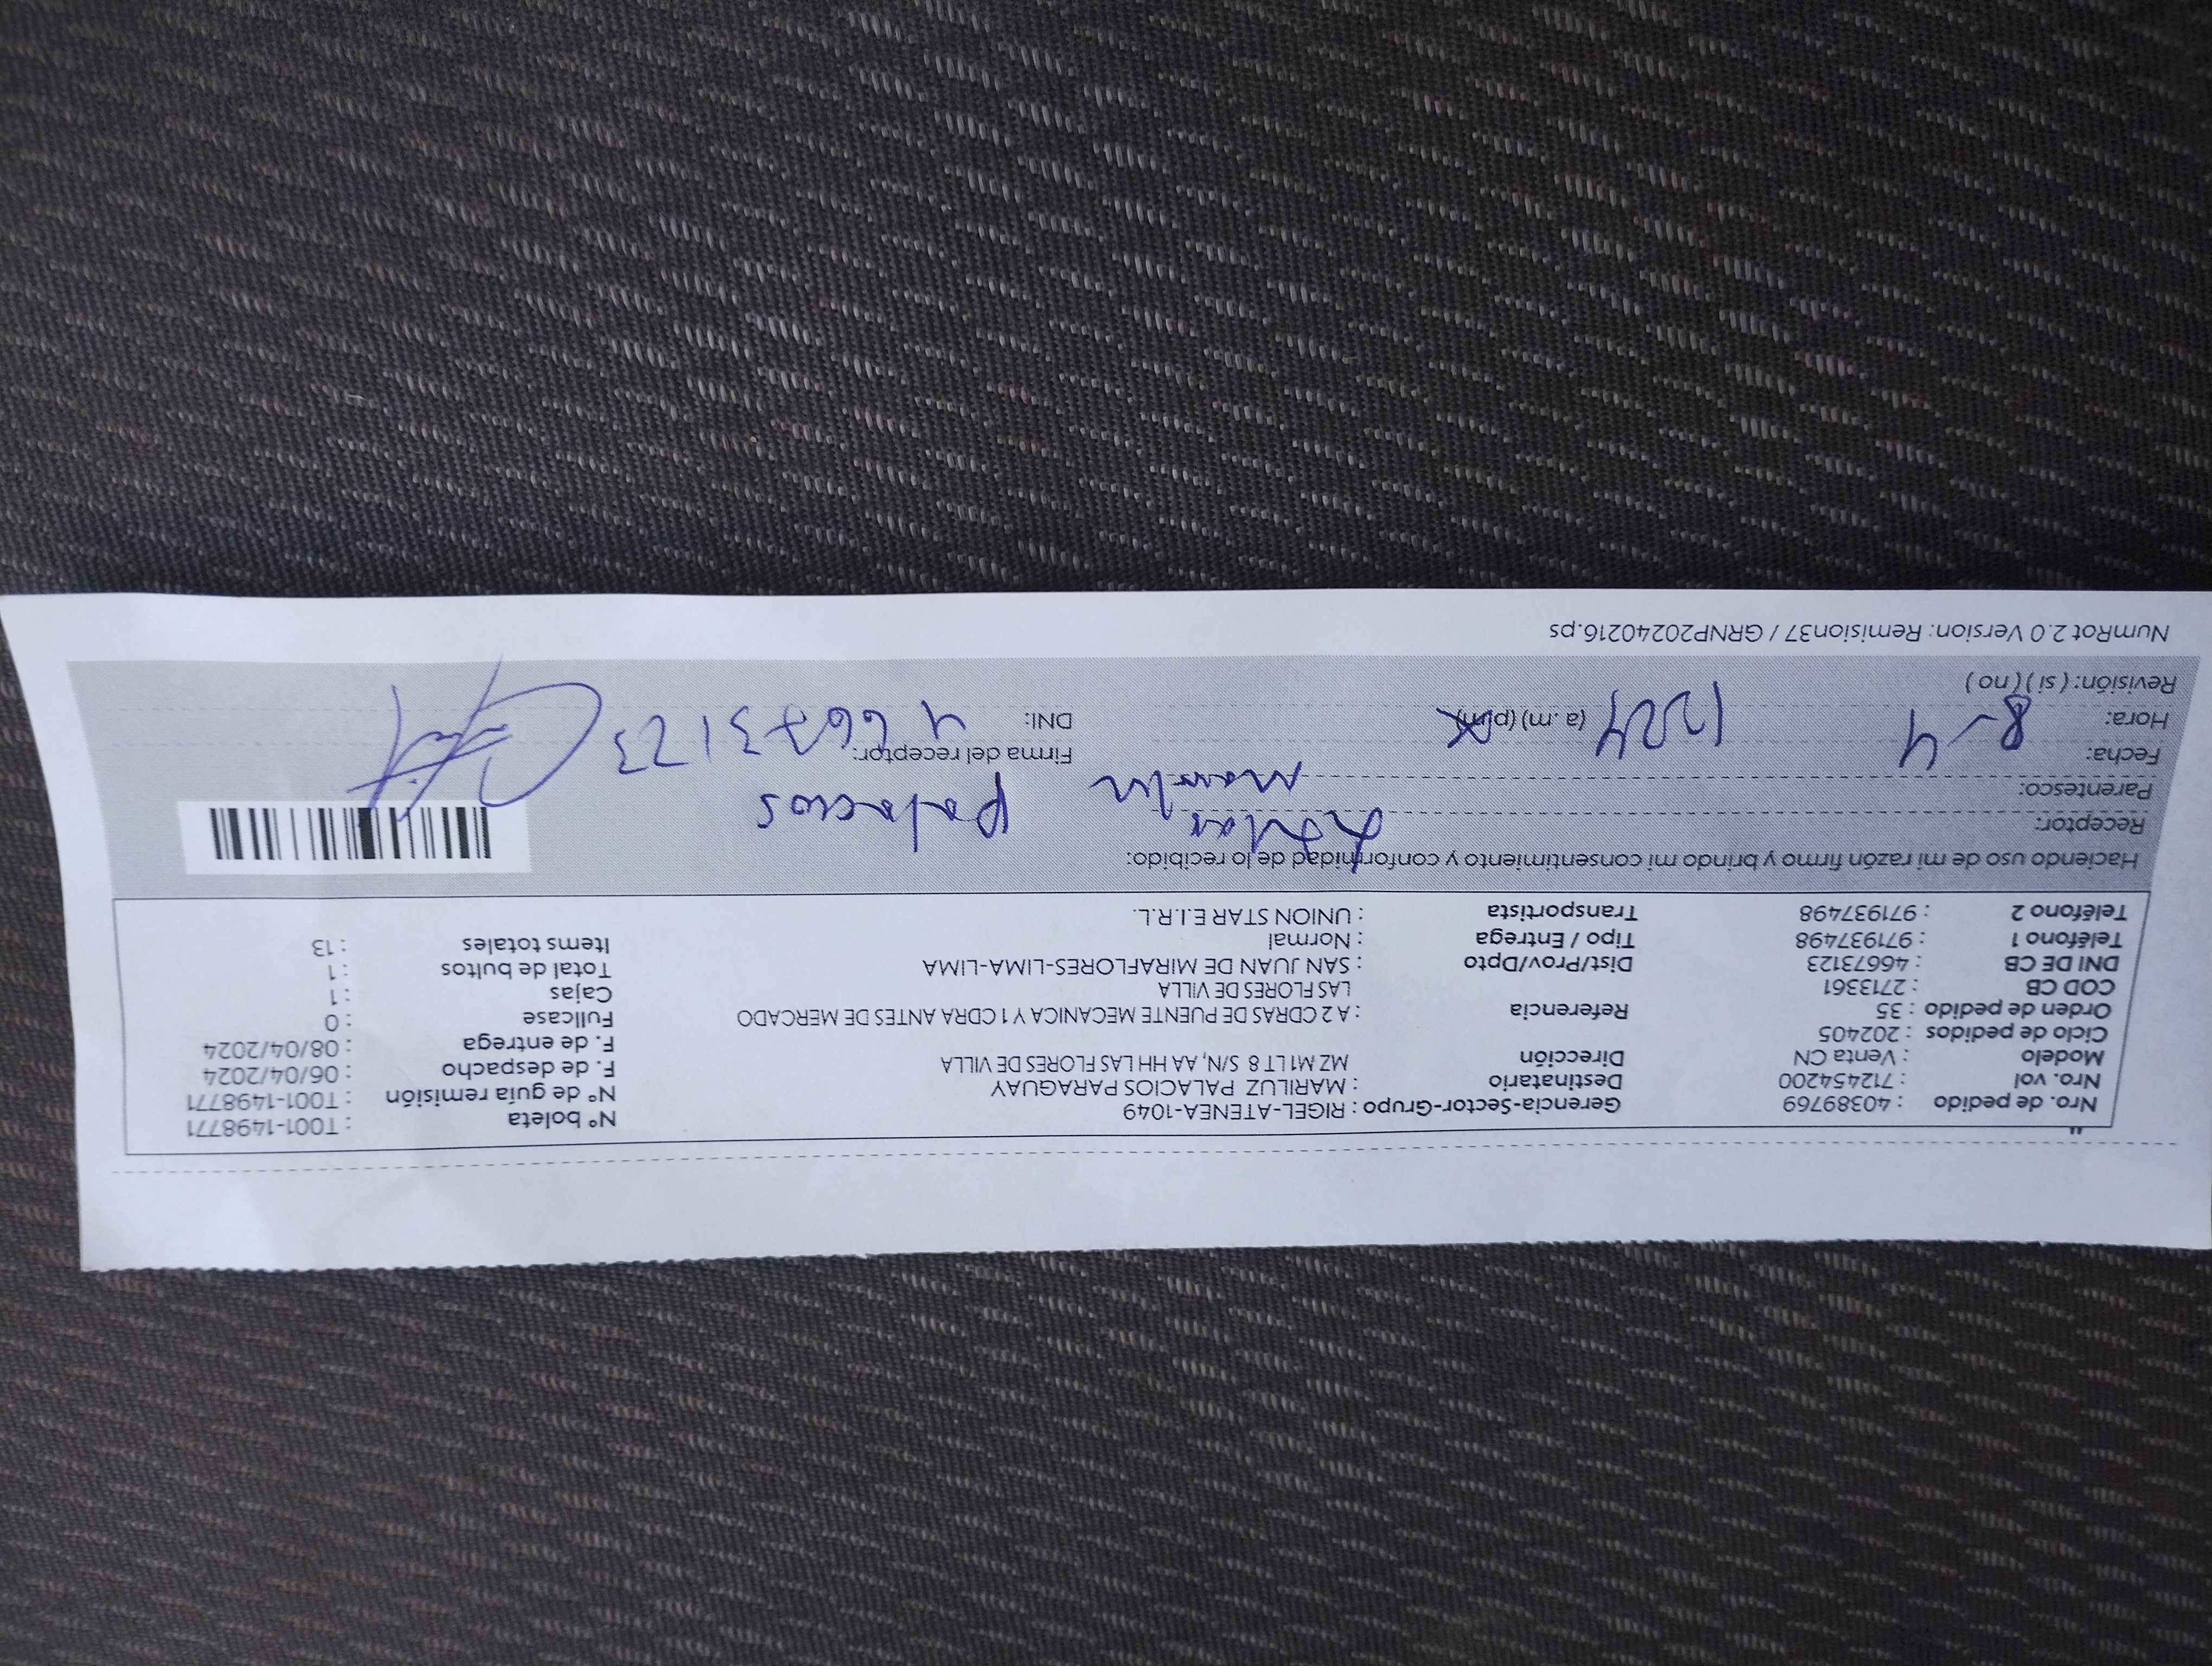 Nro. de pedido : 40389769 Gerencia-Sector-Grupo : RIGEL-ATENEA-1049 N° boleta : T001-1498771
Nro. vol : 712454200 Destinatario : MARILUZ PALACIOS PARAGUAY N° de guía remisión : T001-1498771
Modelo : Venta CN Dirección MZ M1 LT 8 S/N, AA HH LAS FLORES DE VILLA F. de despacho : 06/04/2024
Ciclo de pedidos : 202405 F. de entrega : 08/04/2024
Orden de pedido : 35 Referencia : A 2 CDRAS DE PUENTE MECANICA Y 1 CDRA ANTES DE MERCADO Fullcase : 0
COD CB : 2713361 LAS FLORES DE VILLA Cajas : 1
DNI DE CB : 46673123 Dist/Prov/Dpto : SAN JUAN DE MIRAFLORES-LIMA-LIMA Total de bultos : 1
Teléfono 1 : 971937498 Tipo / Entrega : Normal Items totales : 13
Teléfono 2 : 971937498 Transportista : UNION STAR E.I.R.L.
Haciendo uso de mi razón firmo y brindo mi consentimiento y conformidad de lo recibido:
Receptor: palacios
Parentesco:
Fecha: 8-4 Firma del receptor:
Hora: 1224 (a.m) (p.m) DNI: 46673123
Revisión: ( si ) ( no )
NumRot 2.0 Version: Remision37 / GRNP20240216.ps